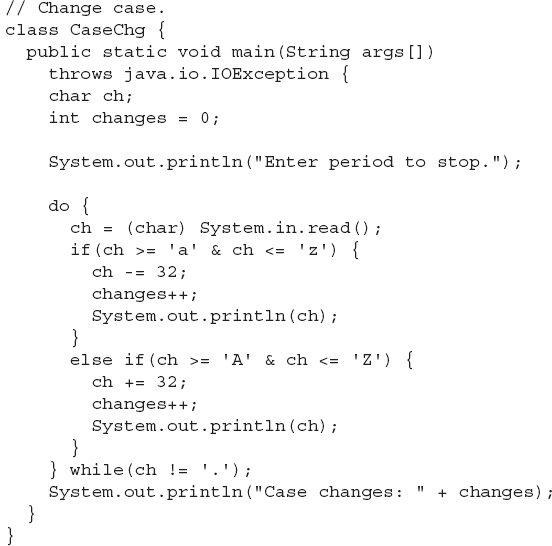 // Change case.
class CaseChg {
  public static void main(String args[])
    throws java.io.IOException {
    char ch;
    int changes = 0;

    System.out.println("Enter period to stop.");

    do {
      ch = (char) System.in.read();
      if(ch >= 'a' & ch <= 'z') {
        ch -= 32;
        changes++;
        System.out.println(ch);
      }
      else if(ch >= 'A' & ch <= 'Z') {
        ch += 32;
        changes++;
        System.out.println(ch);
      }
    } while(ch != '.');
    System.out.println("Case changes: " + changes);
  }
}